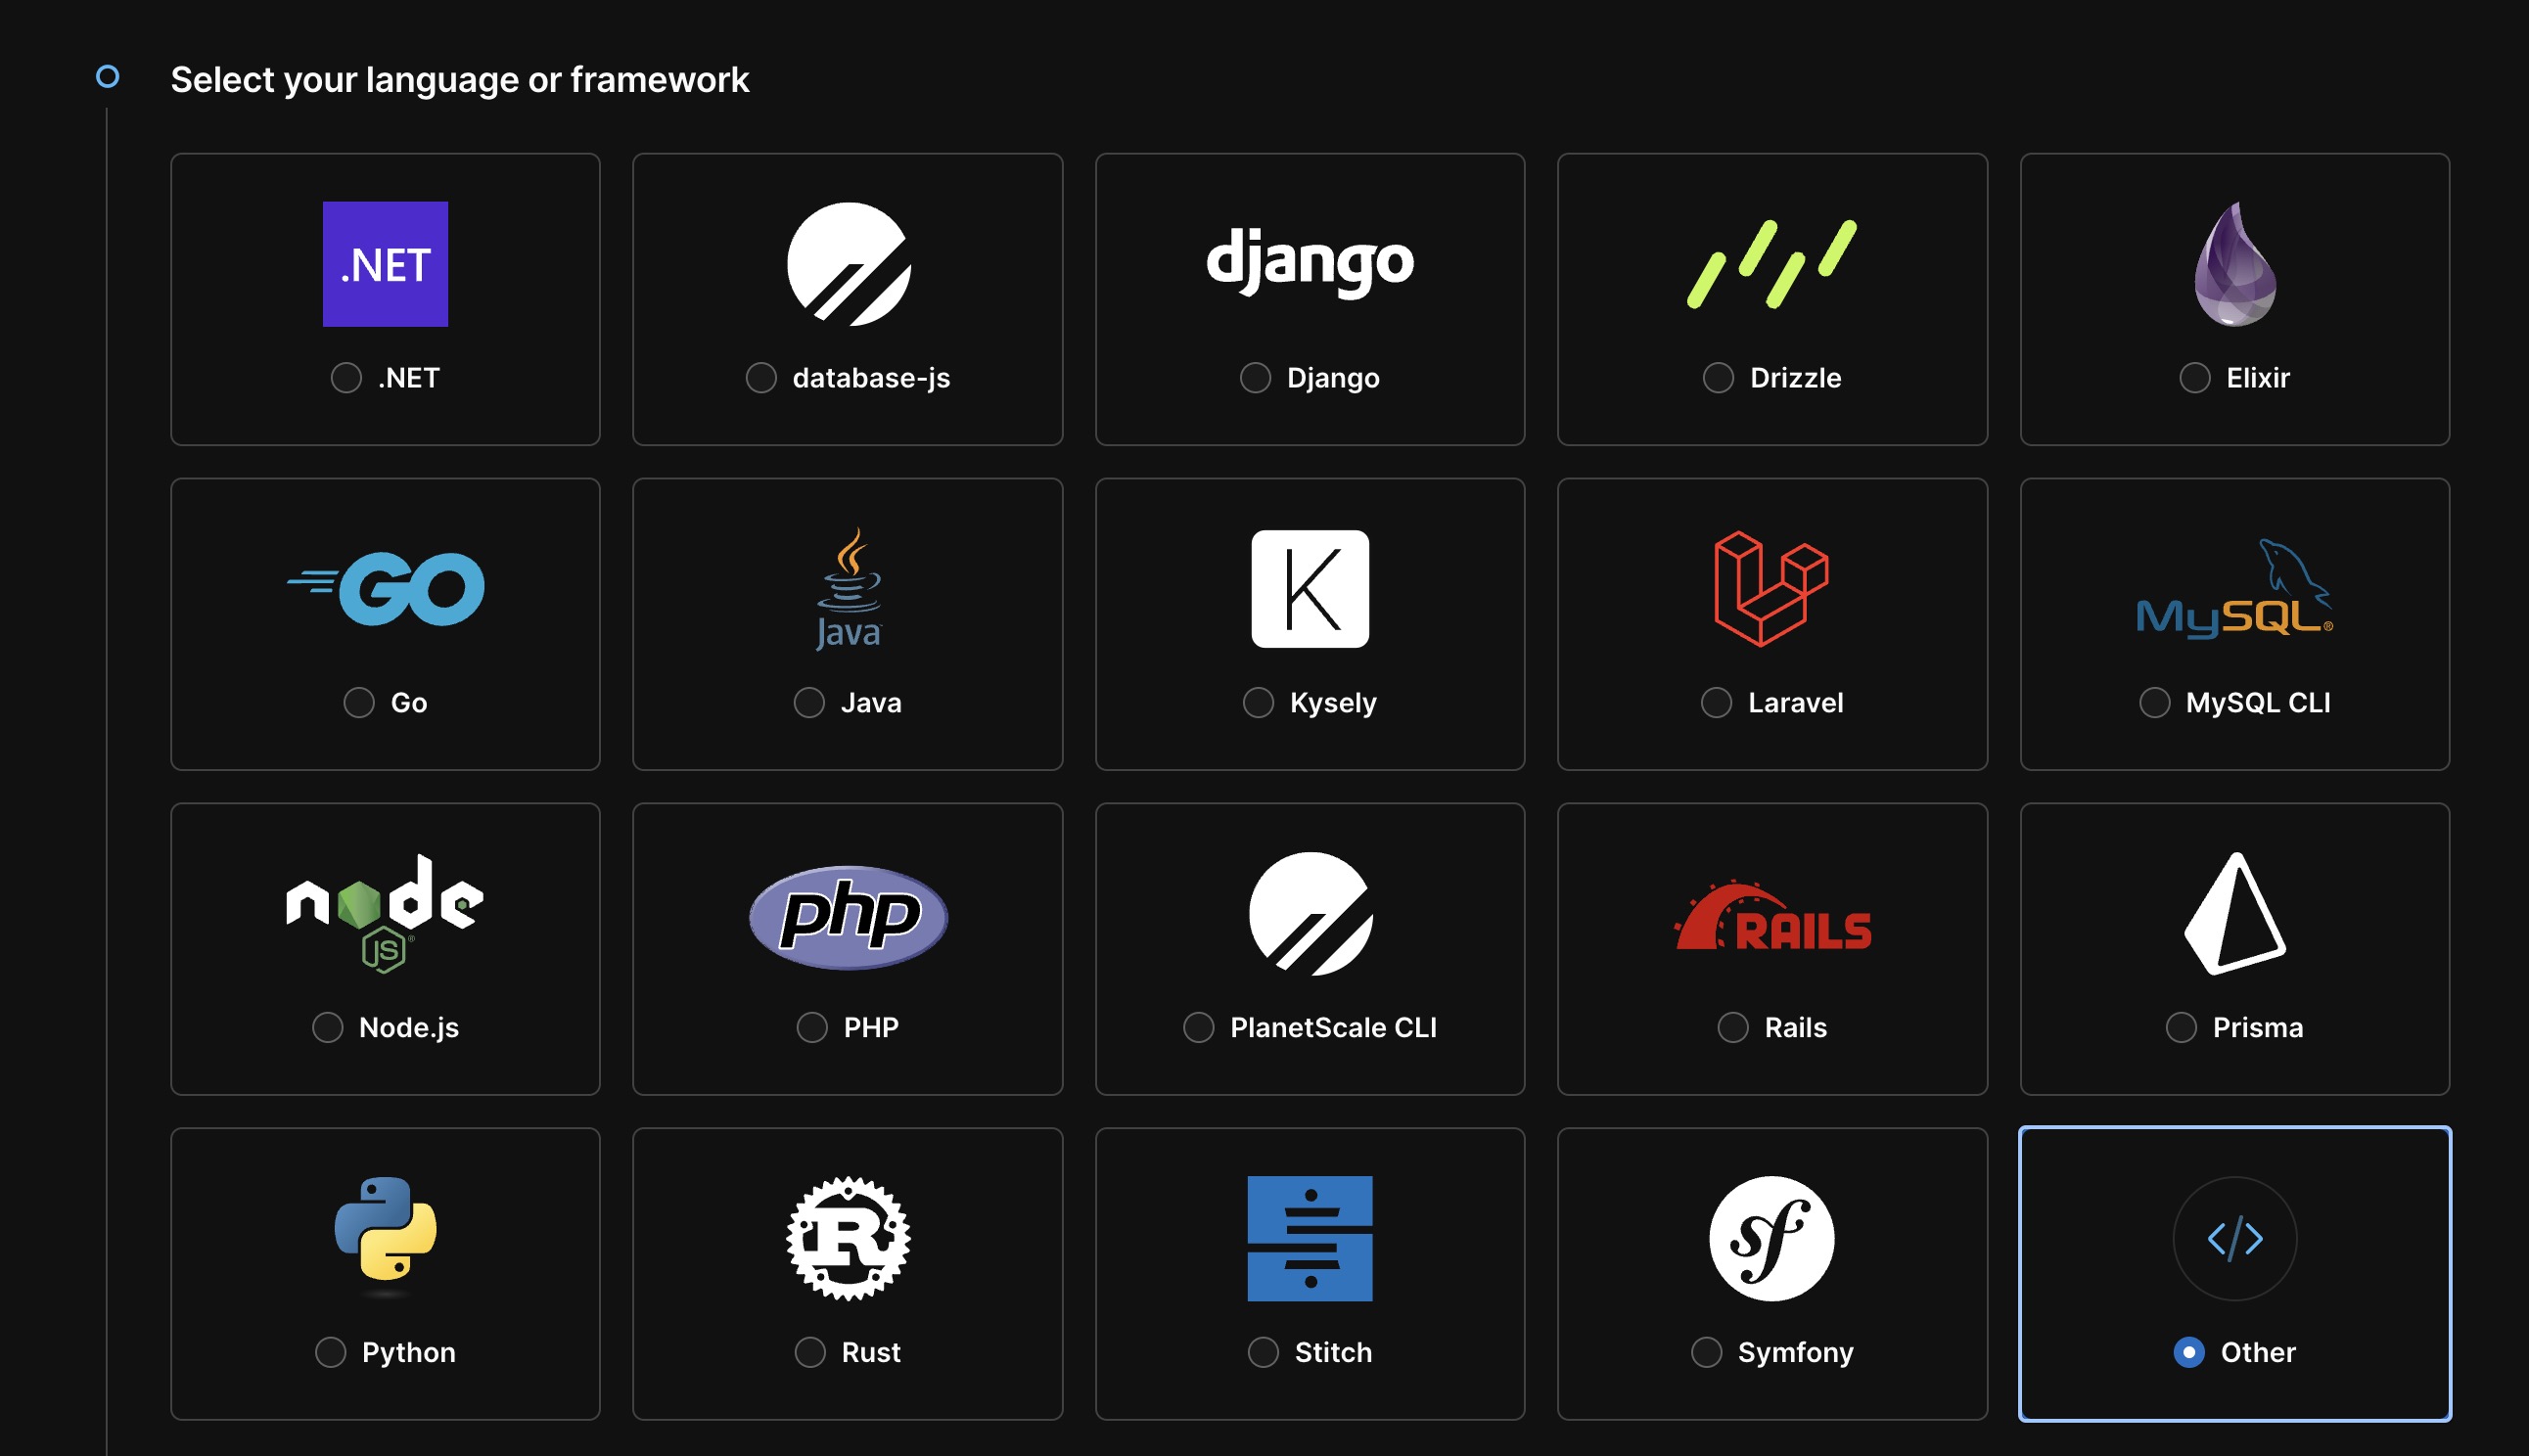 Select your language or framework
.NET
django
.NET
database-js
Django
Drizzle
Elixir
GO
Java
K
MySQL®
Go
Java
Kysely
Laravel
MySQL CLI
node
JS®
php
RAILS
Node.js
PHP
PlanetScale CLI
Rails
Prisma
R
sf
</>
Python
Rust
Stitch
Symfony
Other